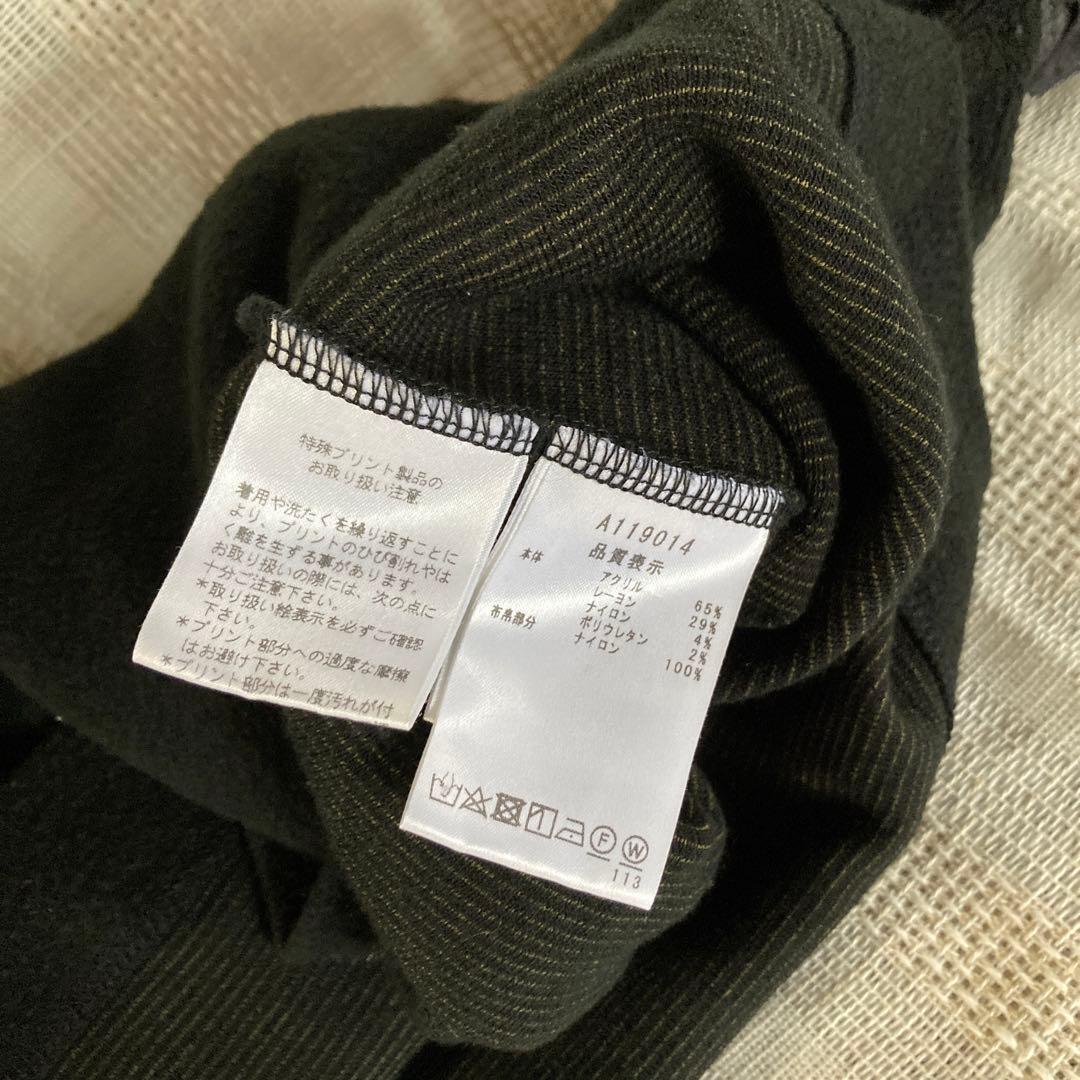 特殊プリント製品の
お取り扱い注意
着用や洗たくを繰り返すことに
より、プリントのひび割れやは
く離を生ずる事があります。
お取り扱いの際には、次の点に
十分ご注意下さい。
*取り扱い絵表示を必ずご確認
下さい。
*プリント部分への過度な摩擦
はお避け下さい。
*プリント部分は一度汚れが付
A119014
品質表示
本体 アクリル 65%
レーヨン 29%
ナイロン 4%
ポリウレタン 2%
布帛部分 ナイロン 100%
F W
113